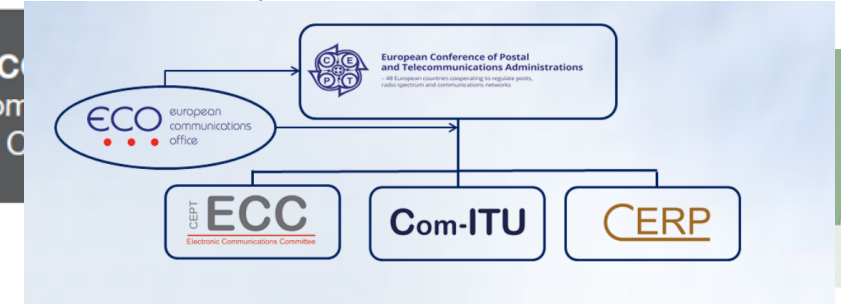 C E P T
European Conference of Postal
and Telecommunications Administrations
– 48 European countries cooperating to regulate posts,
radio spectrum and communications networks
ECO european
communications
office
CEPT
ECC
Electronic Communications Committee
Com-ITU
CERP